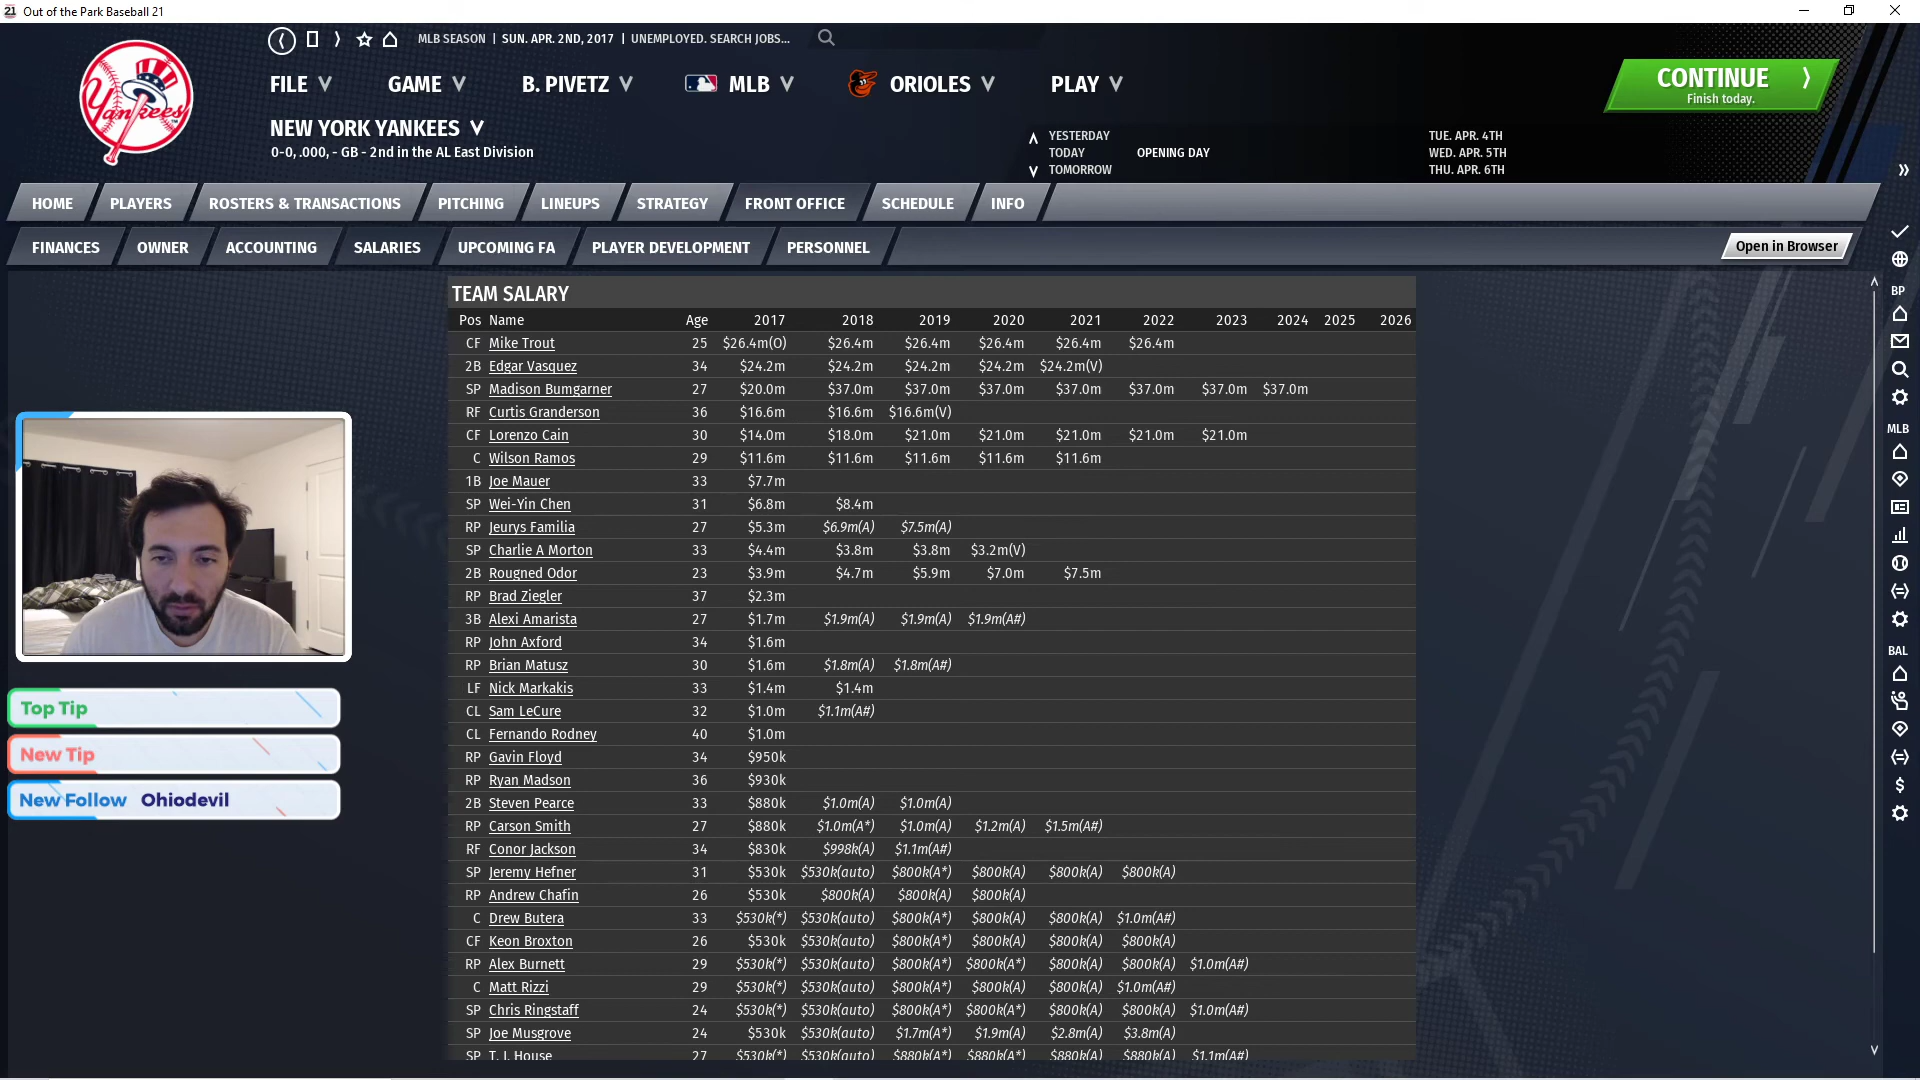 21 Out of the Park Baseball 21
MLB SEASON | SUN. APR. 2ND, 2017 | UNEMPLOYED. SEARCH JOBS...
FILE GAME B. PIVETZ MLB ORIOLES PLAY
CONTINUE
Finish today.
Yankees
NEW YORK YANKEES
0-0, .000, - GB - 2nd in the AL East Division
YESTERDAY TUE. APR. 4TH
TODAY OPENING DAY WED. APR. 5TH
TOMORROW THU. APR. 6TH
HOME PLAYERS ROSTERS & TRANSACTIONS PITCHING LINEUPS STRATEGY FRONT OFFICE SCHEDULE INFO
FINANCES OWNER ACCOUNTING SALARIES UPCOMING FA PLAYER DEVELOPMENT PERSONNEL Open in Browser
TEAM SALARY
Pos Name Age 2017 2018 2019 2020 2021 2022 2023 2024 2025 2026
CF Mike Trout 25 $26.4m(O) $26.4m $26.4m $26.4m $26.4m $26.4m
2B Edgar Vasquez 34 $24.2m $24.2m $24.2m $24.2m $24.2m(V)
SP Madison Bumgarner 27 $20.0m $37.0m $37.0m $37.0m $37.0m $37.0m $37.0m $37.0m
RF Curtis Granderson 36 $16.6m $16.6m $16.6m(V)
CF Lorenzo Cain 30 $14.0m $18.0m $21.0m $21.0m $21.0m $21.0m $21.0m
C Wilson Ramos 29 $11.6m $11.6m $11.6m $11.6m $11.6m
1B Joe Mauer 33 $7.7m
SP Wei-Yin Chen 31 $6.8m $8.4m
RP Jeurys Familia 27 $5.3m $6.9m(A) $7.5m(A)
SP Charlie A Morton 33 $4.4m $3.8m $3.8m $3.2m(V)
2B Rougned Odor 23 $3.9m $4.7m $5.9m $7.0m $7.5m
RP Brad Ziegler 37 $2.3m
3B Alexi Amarista 27 $1.7m $1.9m(A) $1.9m(A) $1.9m(A#)
RP John Axford 34 $1.6m
RP Brian Matusz 30 $1.6m $1.8m(A) $1.8m(A#)
LF Nick Markakis 33 $1.4m $1.4m
CL Sam LeCure 32 $1.0m $1.1m(A#)
CL Fernando Rodney 40 $1.0m
RP Gavin Floyd 34 $950k
RP Ryan Madson 36 $930k
2B Steven Pearce 33 $880k $1.0m(A) $1.0m(A)
RP Carson Smith 27 $880k $1.0m(A*) $1.0m(A) $1.2m(A) $1.5m(A#)
RF Conor Jackson 34 $830k $998k(A) $1.1m(A#)
SP Jeremy Hefner 31 $530k $530k(auto) $800k(A*) $800k(A) $800k(A) $800k(A)
RP Andrew Chafin 26 $530k $800k(A) $800k(A) $800k(A)
C Drew Butera 33 $530k(*) $530k(auto) $800k(A*) $800k(A) $800k(A) $1.0m(A#)
CF Keon Broxton 26 $530k $530k(auto) $800k(A*) $800k(A) $800k(A) $800k(A)
RP Alex Burnett 29 $530k(*) $530k(auto) $800k(A*) $800k(A*) $800k(A) $800k(A) $1.0m(A#)
C Matt Rizzi 29 $530k(*) $530k(auto) $800k(A*) $800k(A) $800k(A) $1.0m(A#)
SP Chris Ringstaff 24 $530k(*) $530k(auto) $800k(A*) $800k(A*) $800k(A) $800k(A) $1.0m(A#)
SP Joe Musgrove 24 $530k $530k(auto) $1.7m(A*) $1.9m(A) $2.8m(A) $3.8m(A)
SP T. J. House 27 $530k(*) $530k(auto) $880k(A*) $880k(A*) $880k(A) $880k(A) $1.1m(A#)
Top Tip
New Tip
New Follow Ohiodevil
BP
MLB
BAL